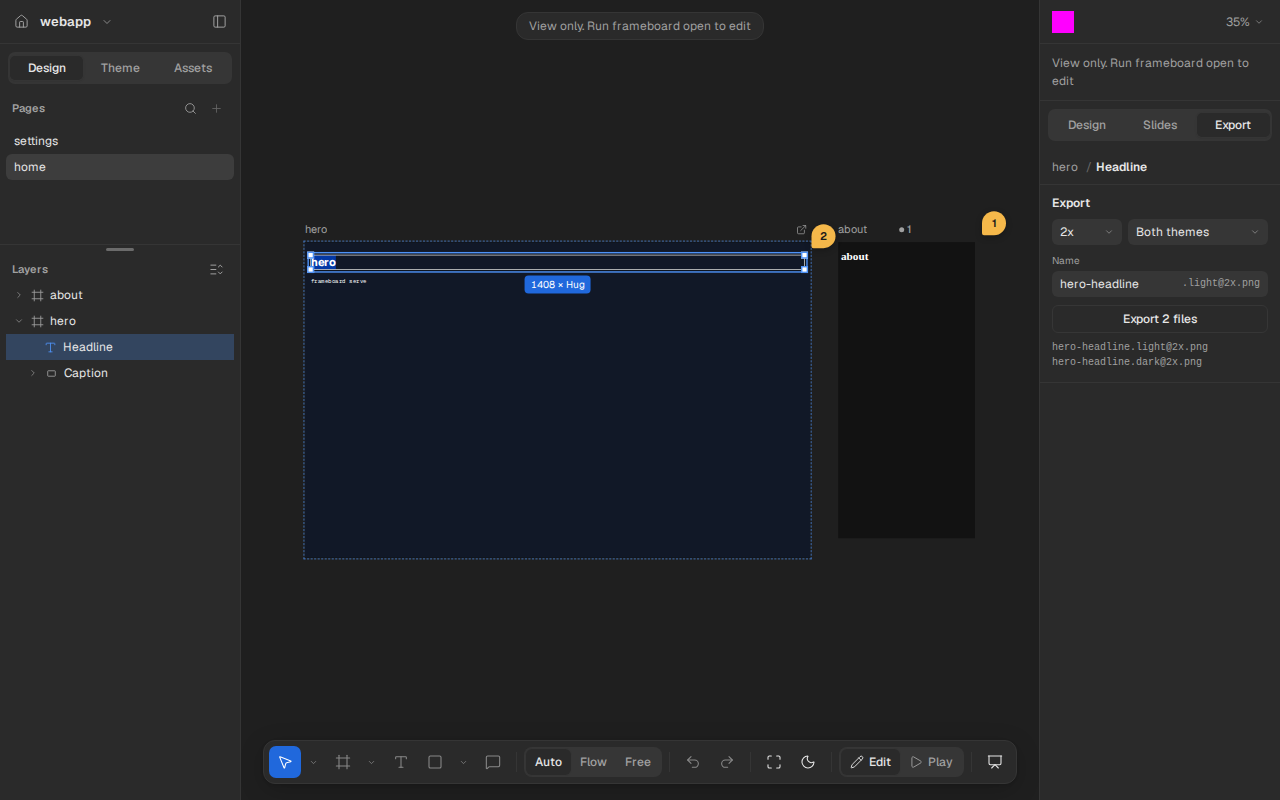 webapp
Design
Theme
Assets
Pages
settings
home
Layers
about
hero
Headline
Caption
View only. Run frameboard open to edit
hero
2
about
1
1
hero
frameboard serve
1408 × Hug
about
Auto
Flow
Free
Edit
Play
35%
View only. Run frameboard open to
edit
Design
Slides
Export
hero / Headline
Export
2x
Both themes
Name
hero-headline
.light@2x.png
Export 2 files
hero-headline.light@2x.png
hero-headline.dark@2x.png